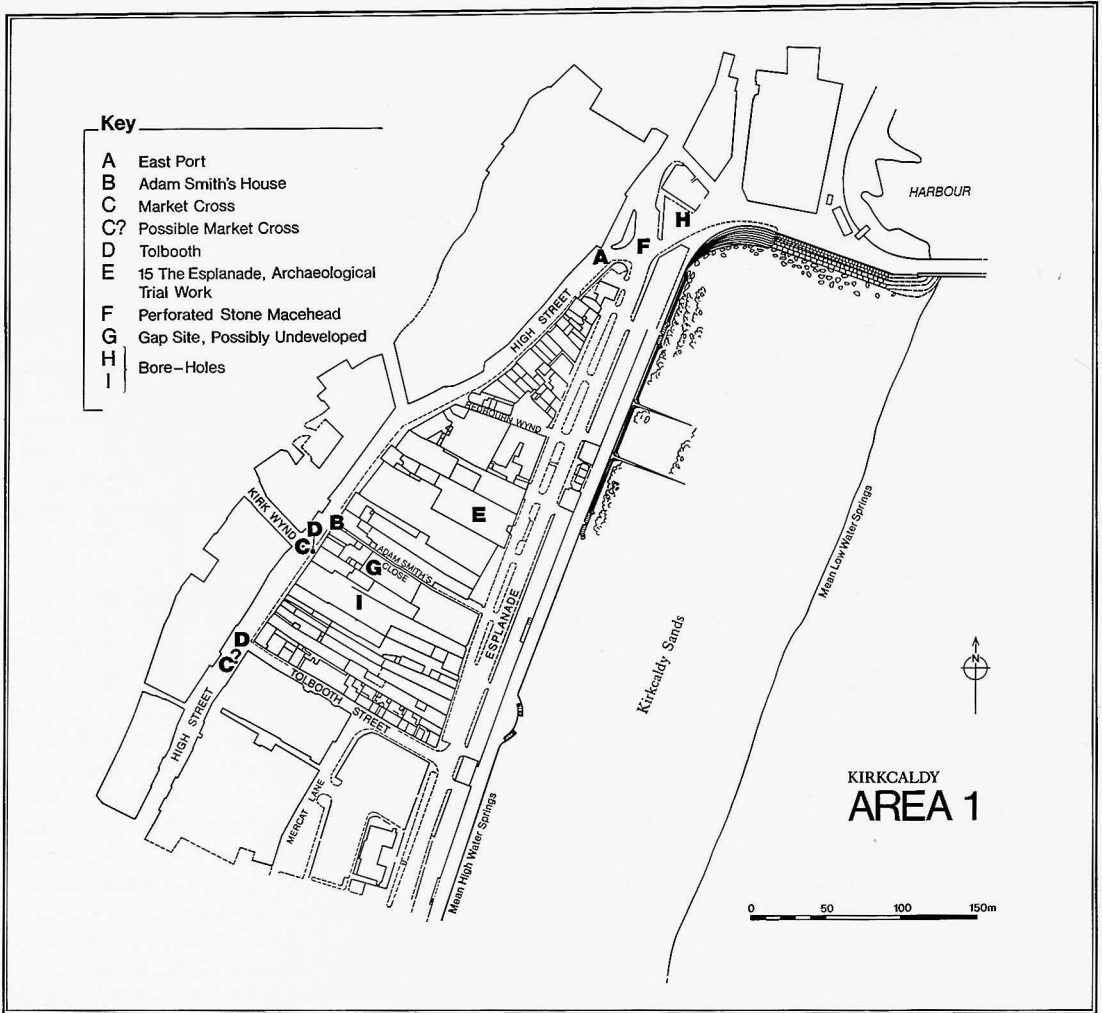 Key
A East Port
B Adam Smith's House
C Market Cross
C? Possible Market Cross
D Tolbooth
E 15 The Esplanade, Archaeological
Trial Work
F Perforated Stone Macehead
G Gap Site, Possibly Undeveloped
H
I
Bore-Holes
HARBOUR
H
F
A
HIGH STREET
REDBOURN WYND
E
KIRK WYND
D
B
C
ADAM SMITH'S
CLOSE
G
I
ESPLANADE
D
C?
TOLBOOTH STREET
HIGH STREET
MERCAT LANE
Mean High Water Springs
Kirkcaldy Sands
Mean Low Water Springs
N
KIRKCALDY
AREA 1
0 50 100 150m